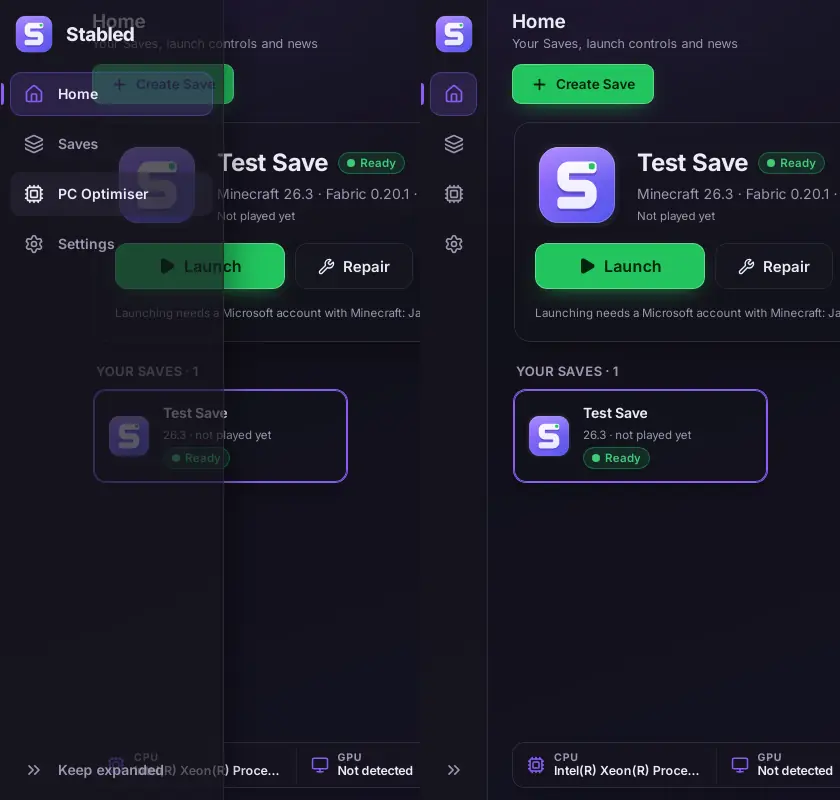 Stabled
Home
Your Saves, launch controls and news
Home
Create Save
Saves
PC Optimiser
Settings
Test Save
Ready
Minecraft 26.3 · Fabric 0.20.1 ·
Not played yet
Launch
Repair
Launching needs a Microsoft account with Minecraft: Ja
YOUR SAVES · 1
Test Save
26.3 · not played yet
Ready
Keep expanded
CPU
Intel(R) Xeon(R) Proce...
GPU
Not detected
Home
Your Saves, launch controls and news
Create Save
Test Save
Ready
Minecraft 26.3 · Fabric 0.20.1 ·
Not played yet
Launch
Repair
Launching needs a Microsoft account with Minecraft: Ja
YOUR SAVES · 1
Test Save
26.3 · not played yet
Ready
CPU
Intel(R) Xeon(R) Proce...
GPU
Not detected